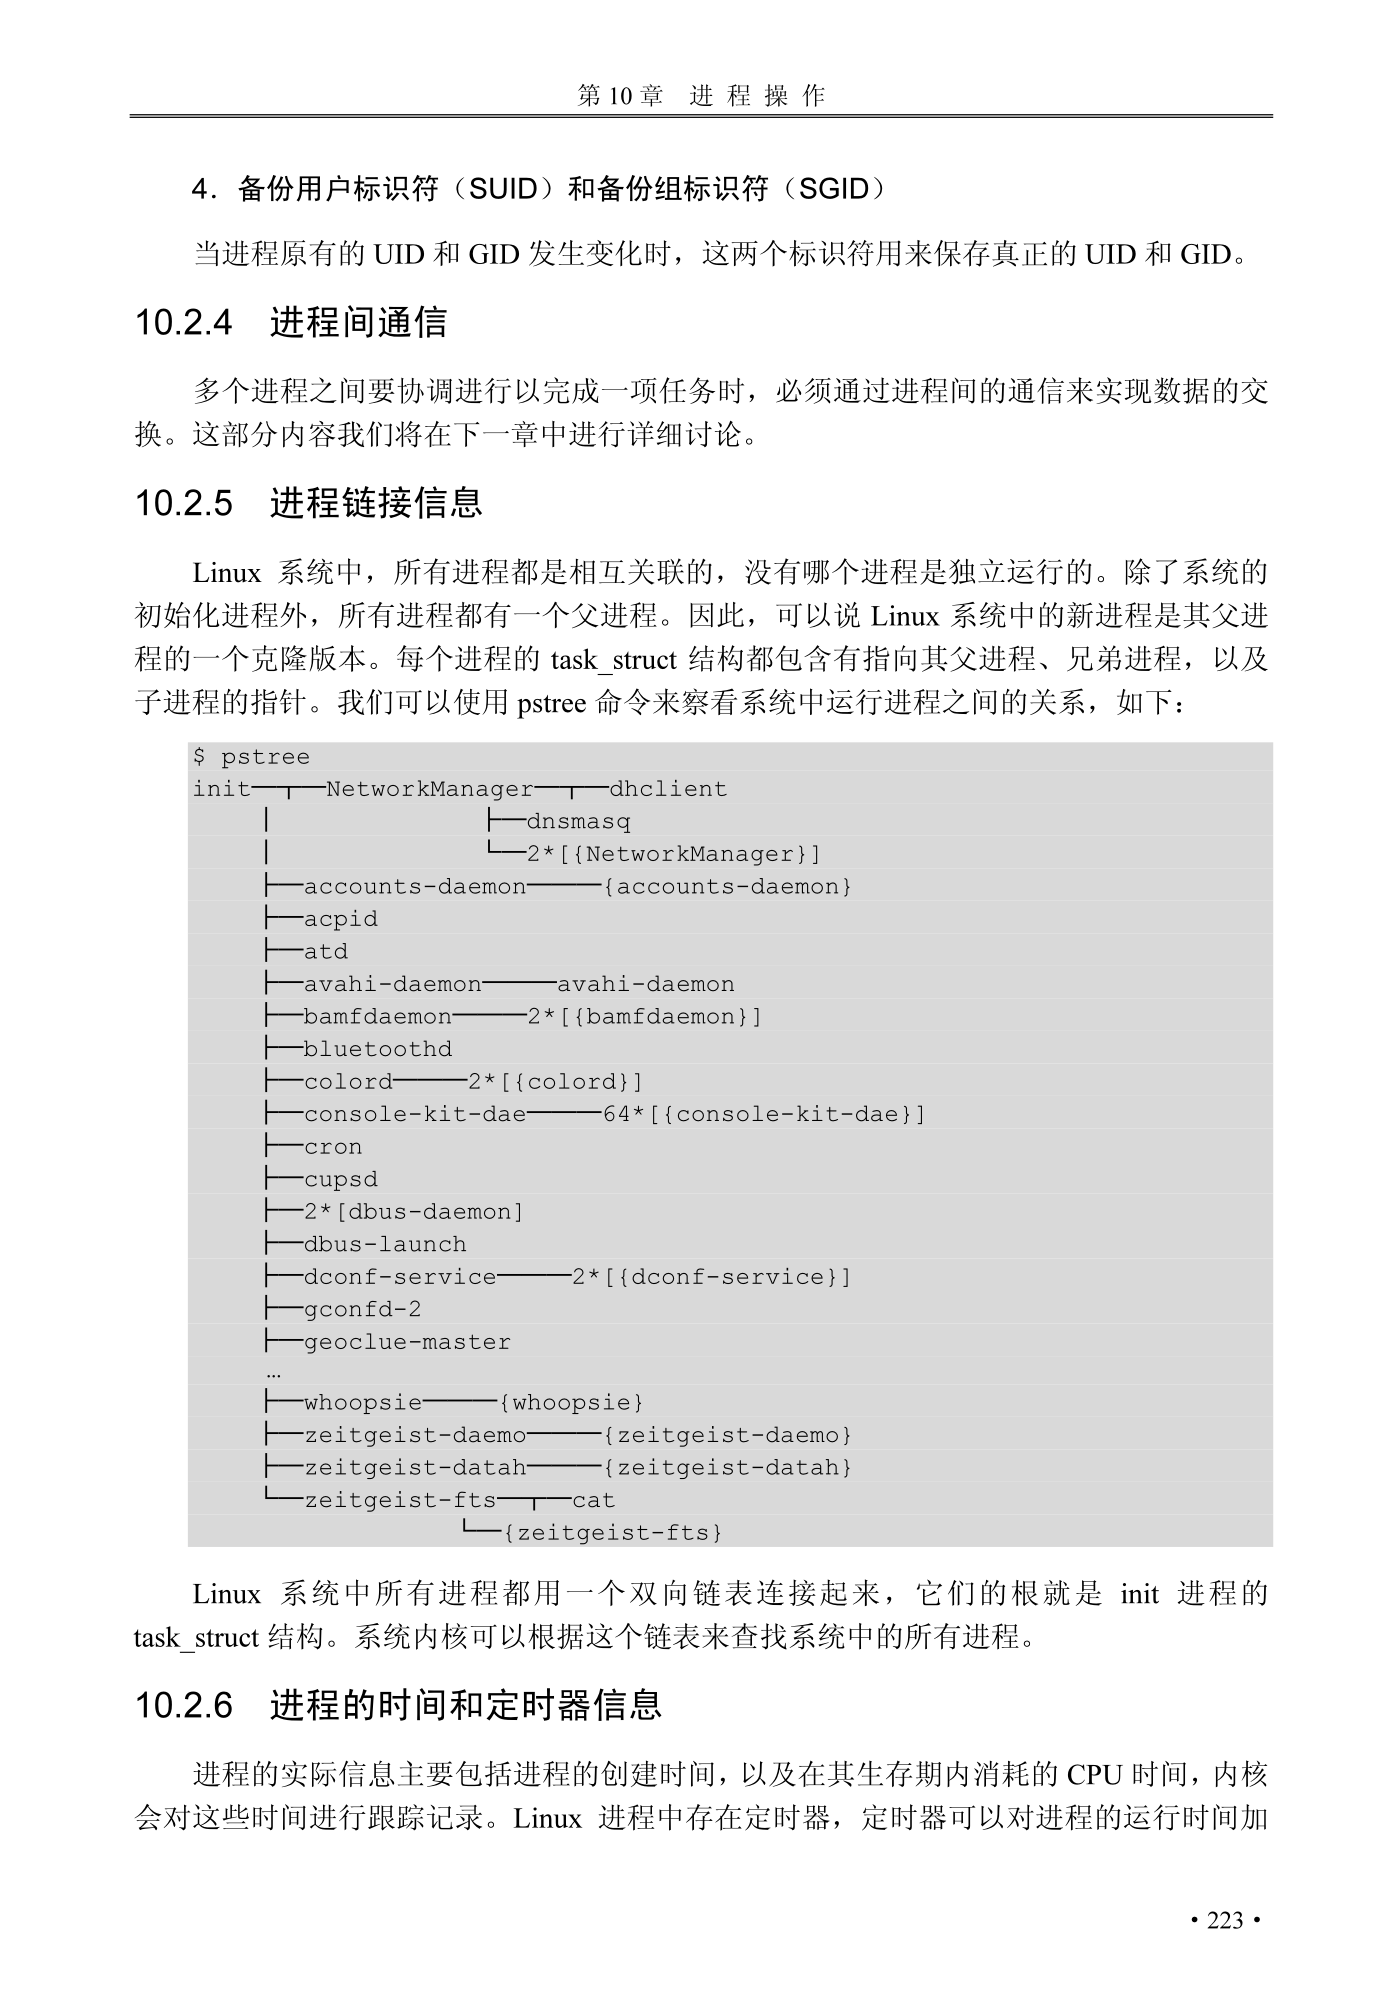 第 10 章　进 程 操 作
4．备份用户标识符（SUID）和备份组标识符（SGID）
当进程原有的 UID 和 GID 发生变化时，这两个标识符用来保存真正的 UID 和 GID。
10.2.4　进程间通信
多个进程之间要协调进行以完成一项任务时，必须通过进程间的通信来实现数据的交
换。这部分内容我们将在下一章中进行详细讨论。
10.2.5　进程链接信息
Linux 系统中，所有进程都是相互关联的，没有哪个进程是独立运行的。除了系统的
初始化进程外，所有进程都有一个父进程。因此，可以说 Linux 系统中的新进程是其父进
程的一个克隆版本。每个进程的 task_struct 结构都包含有指向其父进程、兄弟进程，以及
子进程的指针。我们可以使用 pstree 命令来察看系统中运行进程之间的关系，如下：
$ pstree
init─┬─NetworkManager─┬─dhclient
│ ├─dnsmasq
│ └─2*[{NetworkManager}]
├─accounts-daemon──{accounts-daemon}
├─acpid
├─atd
├─avahi-daemon──avahi-daemon
├─bamfdaemon──2*[{bamfdaemon}]
├─bluetoothd
├─colord──2*[{colord}]
├─console-kit-dae──64*[{console-kit-dae}]
├─cron
├─cupsd
├─2*[dbus-daemon]
├─dbus-launch
├─dconf-service──2*[{dconf-service}]
├─gconfd-2
├─geoclue-master
…
├─whoopsie──{whoopsie}
├─zeitgeist-daemo──{zeitgeist-daemo}
├─zeitgeist-datah──{zeitgeist-datah}
└─zeitgeist-fts─┬─cat
└─{zeitgeist-fts}
Linux 系统中所有进程都用一个双向链表连接起来，它们的根就是 init 进程的
task_struct 结构。系统内核可以根据这个链表来查找系统中的所有进程。
10.2.6　进程的时间和定时器信息
进程的实际信息主要包括进程的创建时间，以及在其生存期内消耗的 CPU 时间，内核
会对这些时间进行跟踪记录。Linux 进程中存在定时器，定时器可以对进程的运行时间加
• 223 •